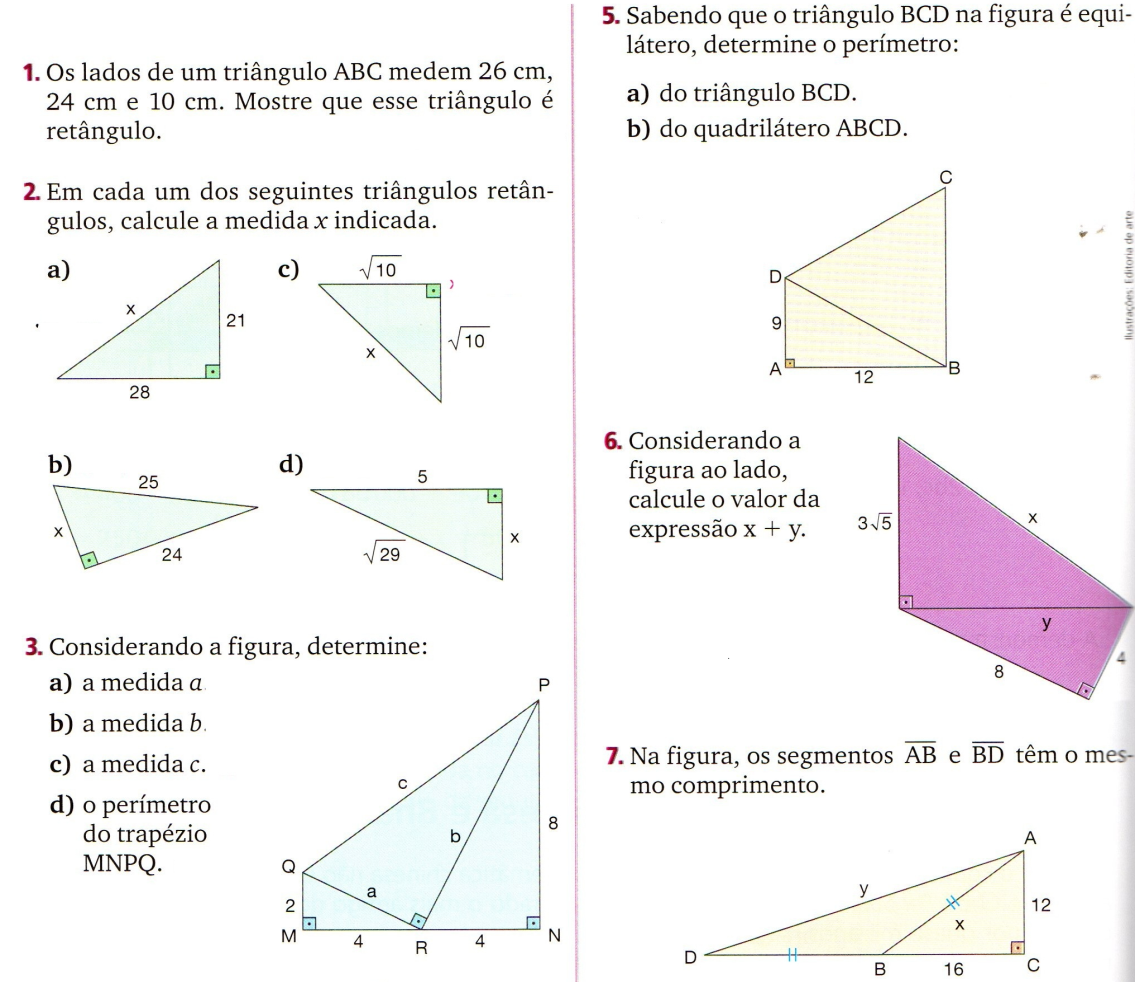 1. Os lados de um triângulo ABC medem 26 cm,
24 cm e 10 cm. Mostre que esse triângulo é
retângulo.
2. Em cada um dos seguintes triângulos retân-
gulos, calcule a medida x indicada.
a)
x
21
28
c)
√10
√10
x
b)
25
x
24
d)
5
x
√29
3. Considerando a figura, determine:
a) a medida a
b) a medida b.
c) a medida c.
d) o perímetro
do trapézio
MNPQ.
P
c
b
8
Q
a
2
M
4
R
4
N
5. Sabendo que o triângulo BCD na figura é equi-
látero, determine o perímetro:
a) do triângulo BCD.
b) do quadrilátero ABCD.
C
D
9
A
12
B
Ilustrações: Editoria de arte
6. Considerando a
figura ao lado,
calcule o valor da
expressão x + y.
3√5
x
y
8
4
7. Na figura, os segmentos AB e BD têm o mes-
mo comprimento.
A
y
12
x
D
B
16
C